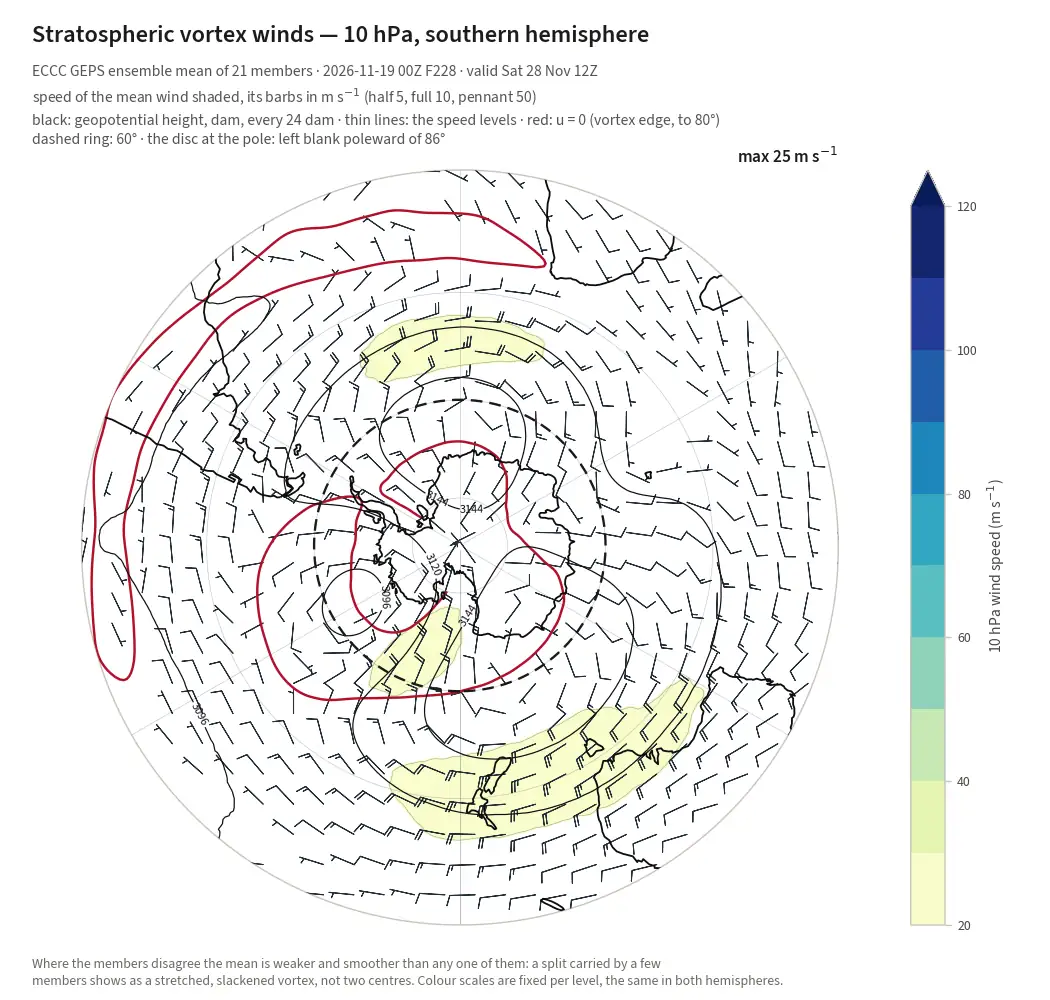 Stratospheric vortex winds — 10 hPa, southern hemisphere
ECCC GEPS ensemble mean of 21 members · 2026-11-19 00Z F228 · valid Sat 28 Nov 12Z
speed of the mean wind shaded, its barbs in m s⁻¹ (half 5, full 10, pennant 50)
black: geopotential height, dam, every 24 dam · thin lines: the speed levels · red: u = 0 (vortex edge, to 80°)
dashed ring: 60° · the disc at the pole: left blank poleward of 86°
max 25 m s⁻¹
120
100
80
60
40
20
10 hPa wind speed (m s⁻¹)
3144
3144
3120
3096
3144
3096
Where the members disagree the mean is weaker and smoother than any one of them: a split carried by a few
members shows as a stretched, slackened vortex, not two centres. Colour scales are fixed per level, the same in both hemispheres.